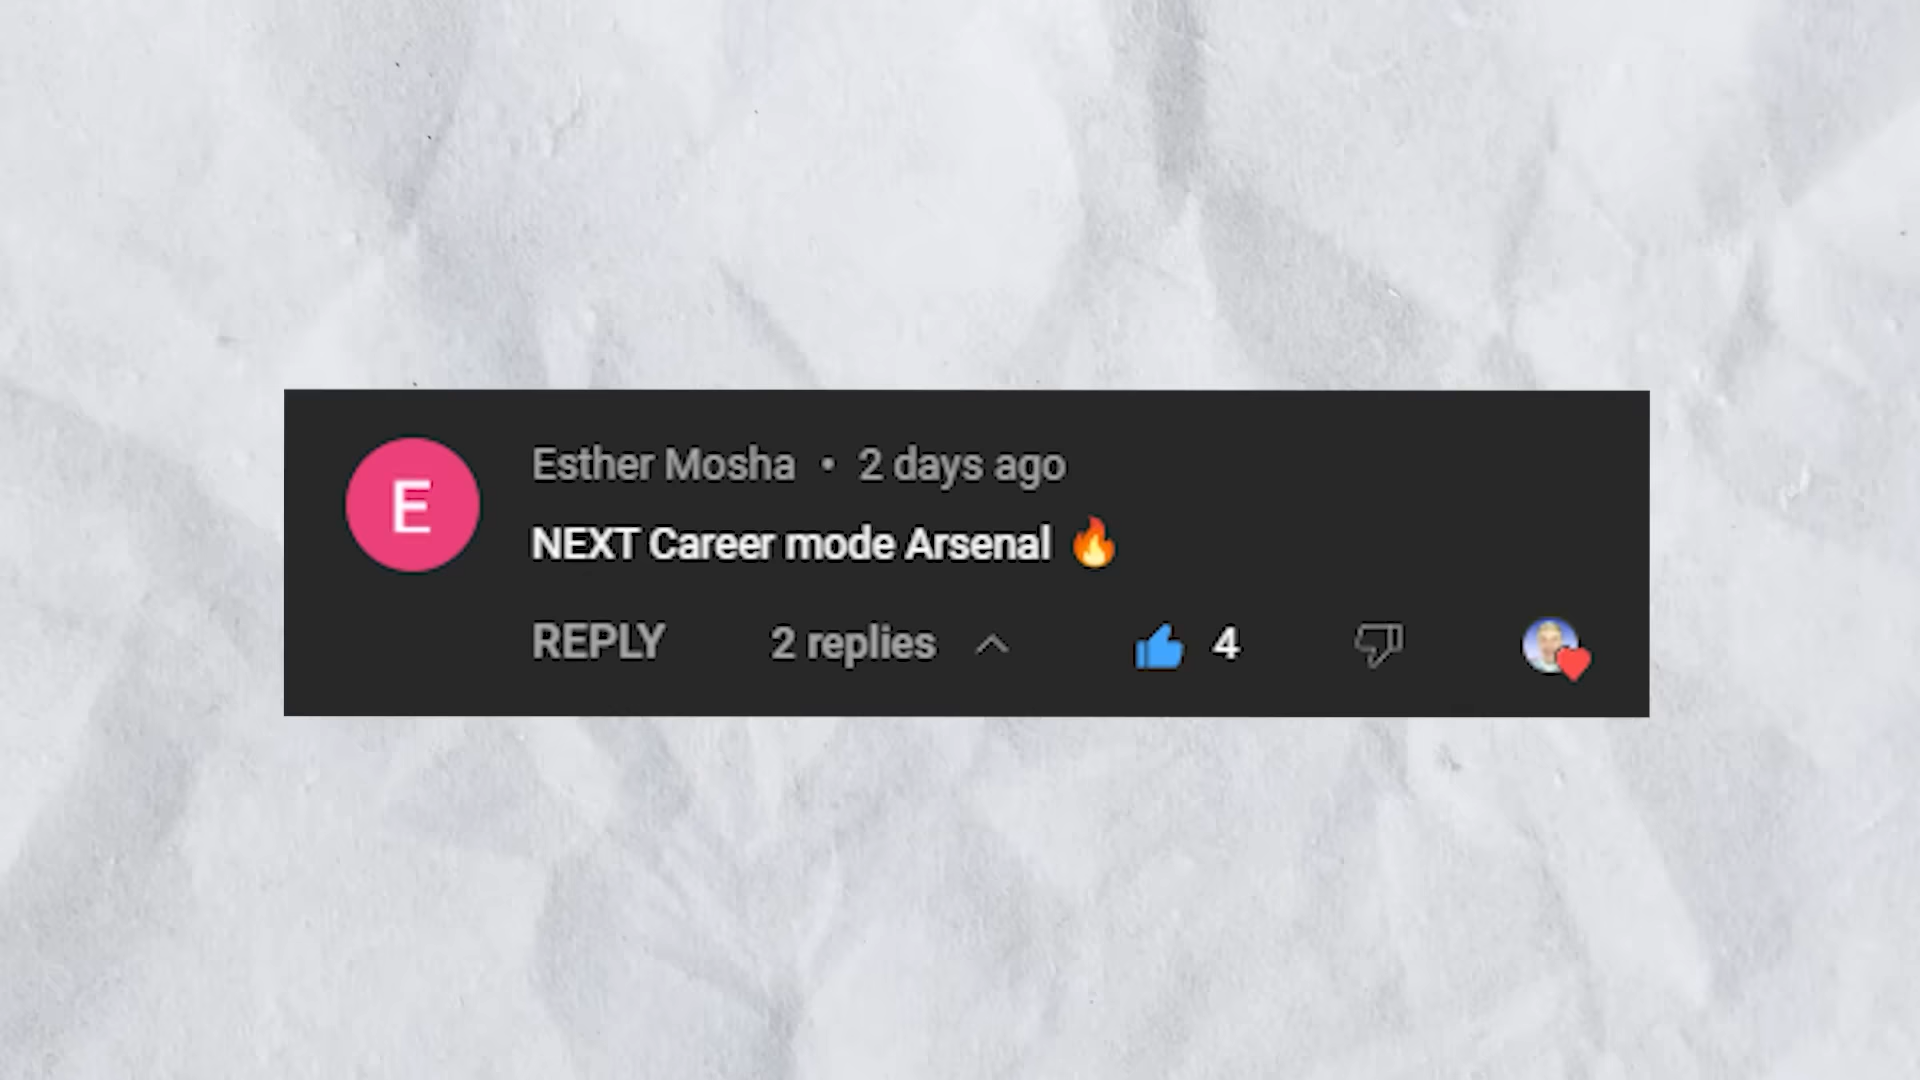 E
Esther Mosha • 2 days ago
NEXT Career mode Arsenal 🔥
REPLY 2 replies 4